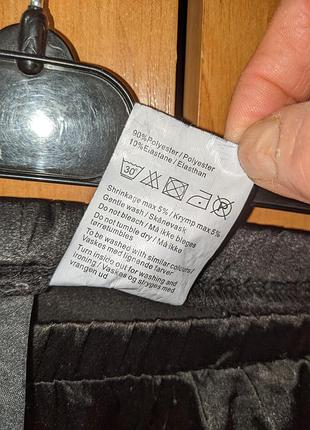 90% Polyester / Polyester
10% Elastane / Elasthan
30°
P
Shrinkage max 5% / Krymp max 5%
Gentle wash / Skånevask
Do not bleach / Må ikke bleges
Do not tumble dry / Må ikke
tørretumbles
To be washed with similar colours /
Vaskes med lignende farver
Turn inside out for washing and
ironing / Vaskes og stryges med
vrangen ud